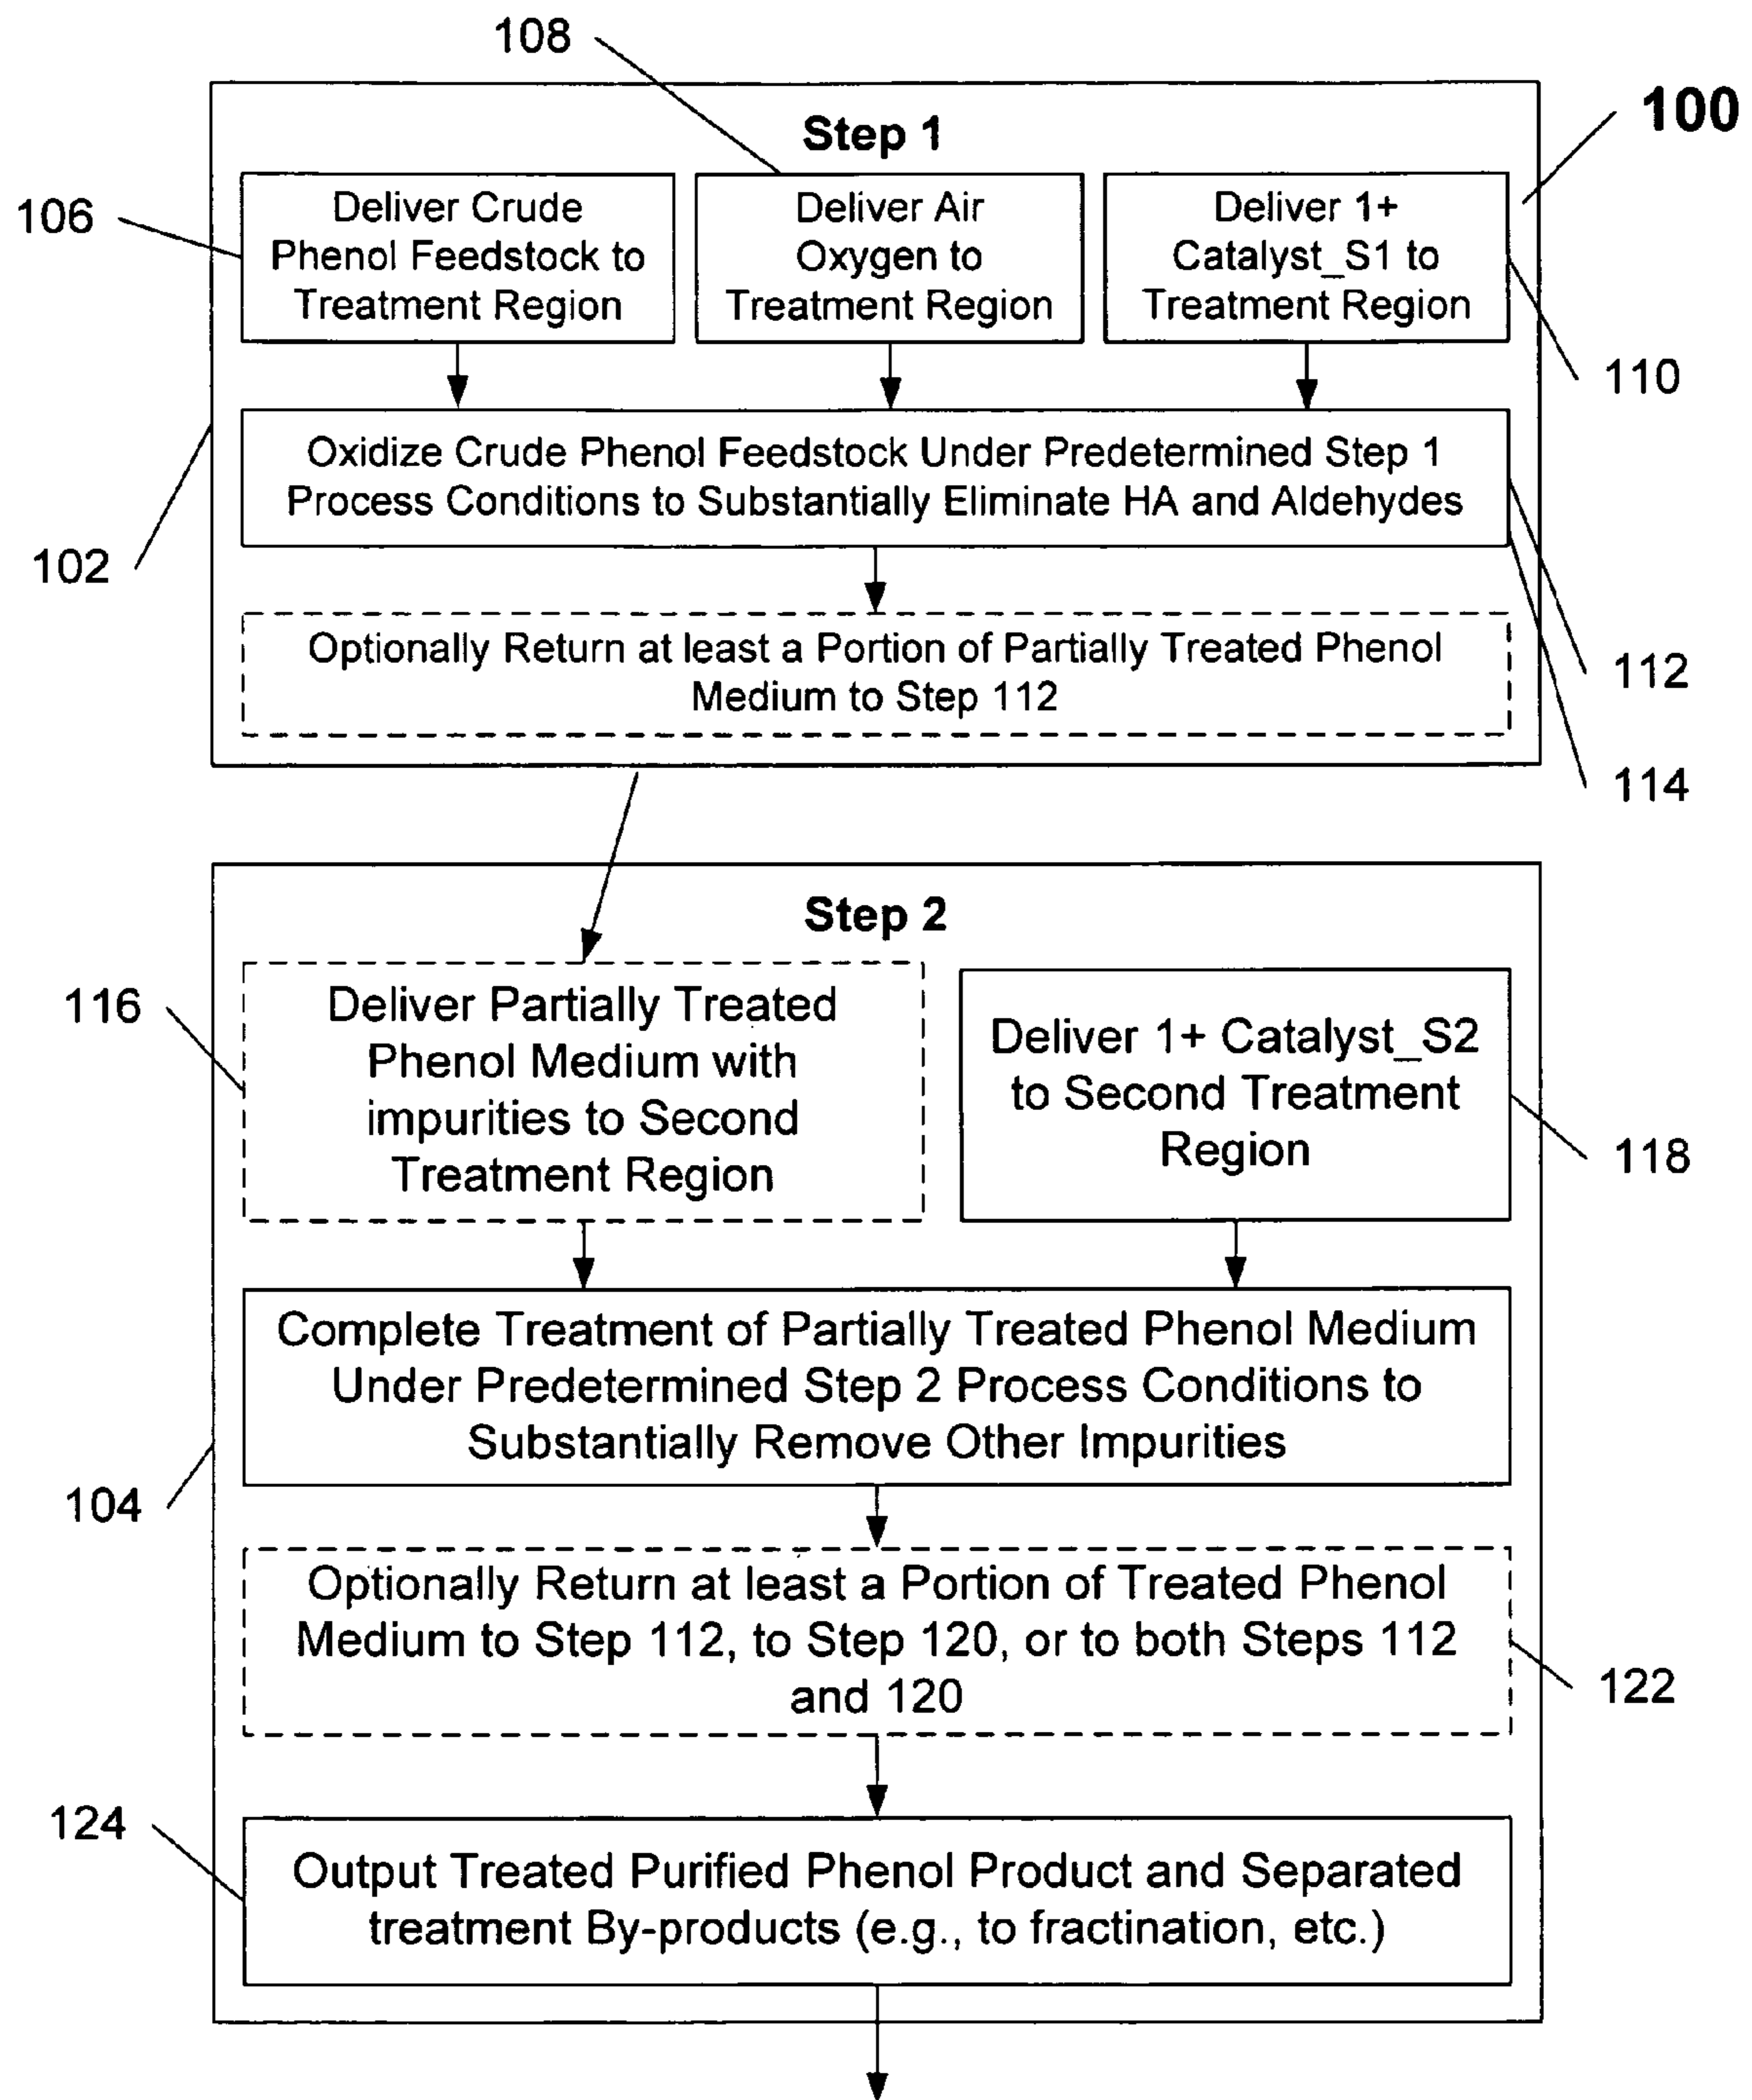 108
100
Step 1
106
Deliver Crude
Phenol Feedstock to
Treatment Region
Deliver Air
Oxygen to
Treatment Region
Deliver 1+
Catalyst_S1 to
Treatment Region
110
Oxidize Crude Phenol Feedstock Under Predetermined Step 1
Process Conditions to Substantially Eliminate HA and Aldehydes
102
Optionally Return at least a Portion of Partially Treated Phenol
Medium to Step 112
112
114
Step 2
116
Deliver Partially Treated
Phenol Medium with
impurities to Second
Treatment Region
Deliver 1+ Catalyst_S2
to Second Treatment
Region
118
Complete Treatment of Partially Treated Phenol Medium
Under Predetermined Step 2 Process Conditions to
Substantially Remove Other Impurities
104
Optionally Return at least a Portion of Treated Phenol
Medium to Step 112, to Step 120, or to both Steps 112
and 120
122
124
Output Treated Purified Phenol Product and Separated
treatment By-products (e.g., to fractination, etc.)